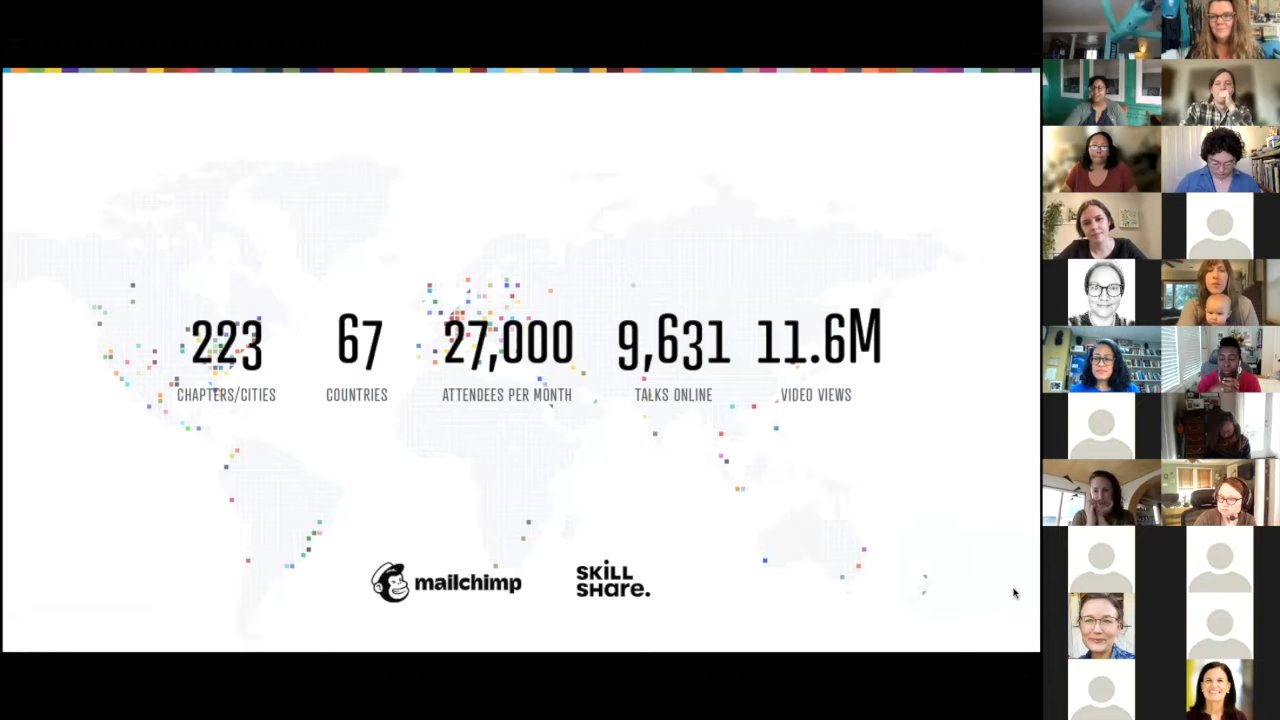 223 67 27,000 9,631 11.6M
CHAPTERS/CITIES COUNTRIES ATTENDEES PER MONTH TALKS ONLINE VIDEO VIEWS
mailchimp SKILL
SHare.